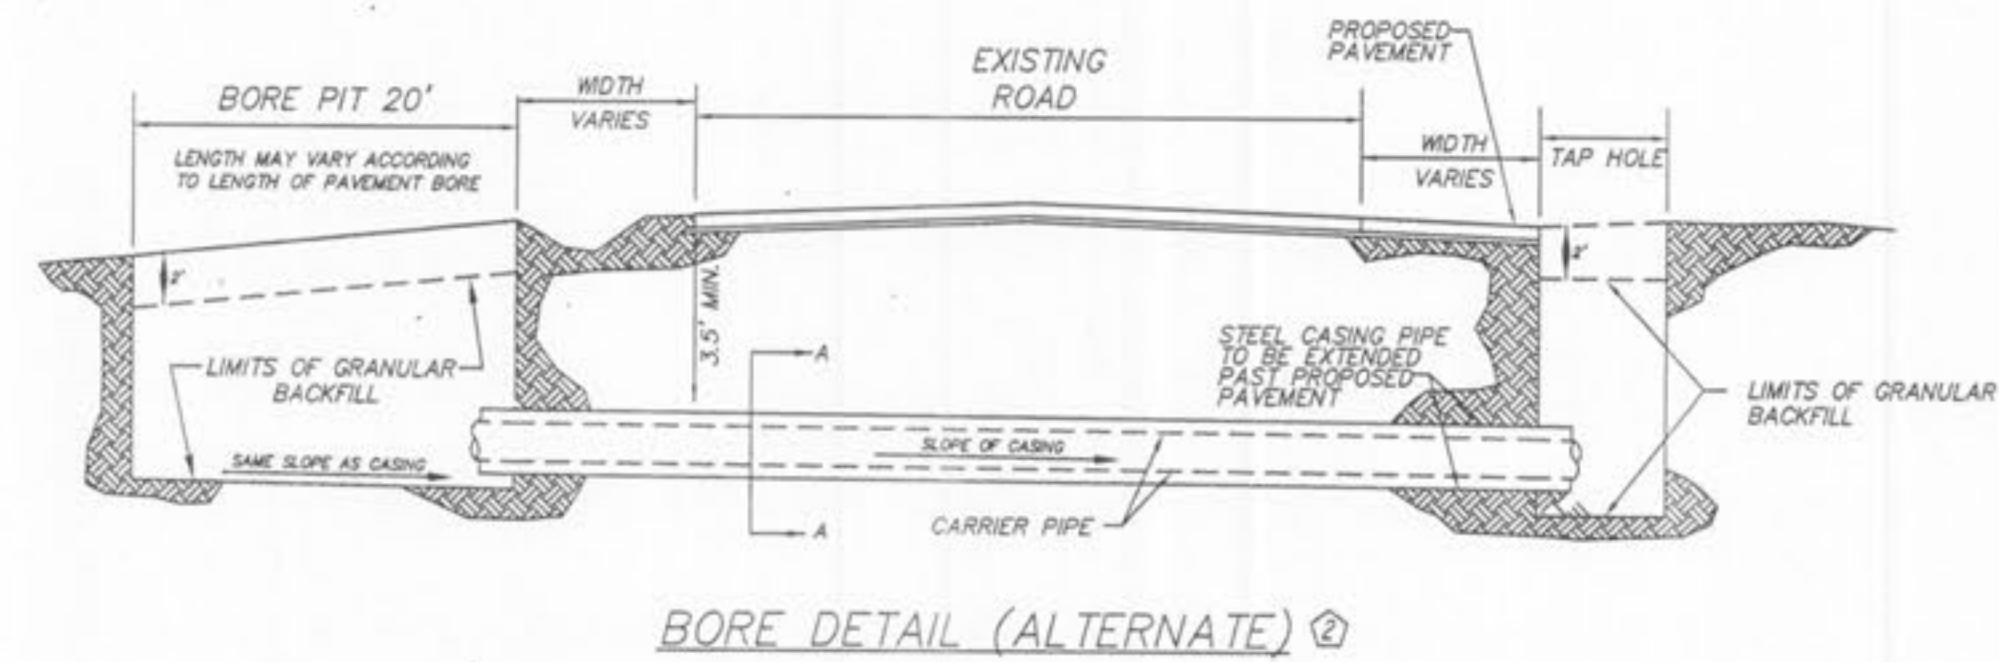 PROPOSED
PAVEMENT
EXISTING
ROAD
BORE PIT 20'
WIDTH
VARIES
LENGTH MAY VARY ACCORDING
TO LENGTH OF PAVEMENT BORE
WIDTH
VARIES
TAP HOLE
2'
2'
3.5' MIN.
LIMITS OF GRANULAR
BACKFILL
A
STEEL CASING PIPE
TO BE EXTENDED
PAST PROPOSED
PAVEMENT
LIMITS OF GRANULAR
BACKFILL
SAME SLOPE AS CASING
SLOPE OF CASING
CARRIER PIPE
A
BORE DETAIL (ALTERNATE) 2